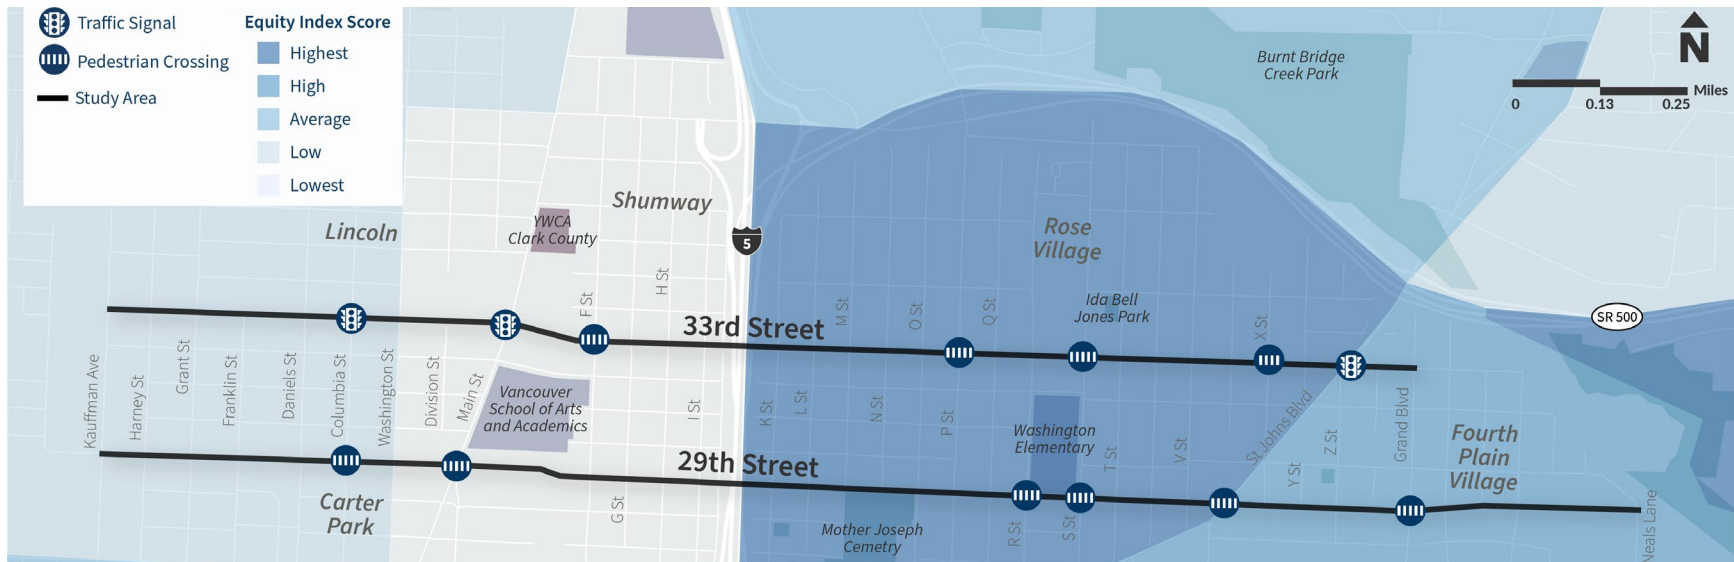 Traffic Signal
Pedestrian Crossing
Study Area
Equity Index Score
Highest
High
Average
Low
Lowest
Burnt Bridge
Creek Park
N
0
0.13
0.25
Miles
Lincoln
Shumway
YWCA
Clark County
5
Rose
Village
Ida Bell
Jones Park
SR 500
F St
H St
33rd Street
M St
O St
Q St
X St
Kauffman Ave
Harney St
Grant St
Franklin St
Daniels St
Columbia St
Washington St
Division St
Main St
Vancouver
School of Arts
and Academics
I St
K St
L St
N St
P St
Washington
Elementary
T St
V St
St Johns Blvd
Y St
Z St
Grand Blvd
Fourth
Plain
Village
29th Street
Carter
Park
G St
Mother Joseph
Cemetry
R St
S St
Neals Lane